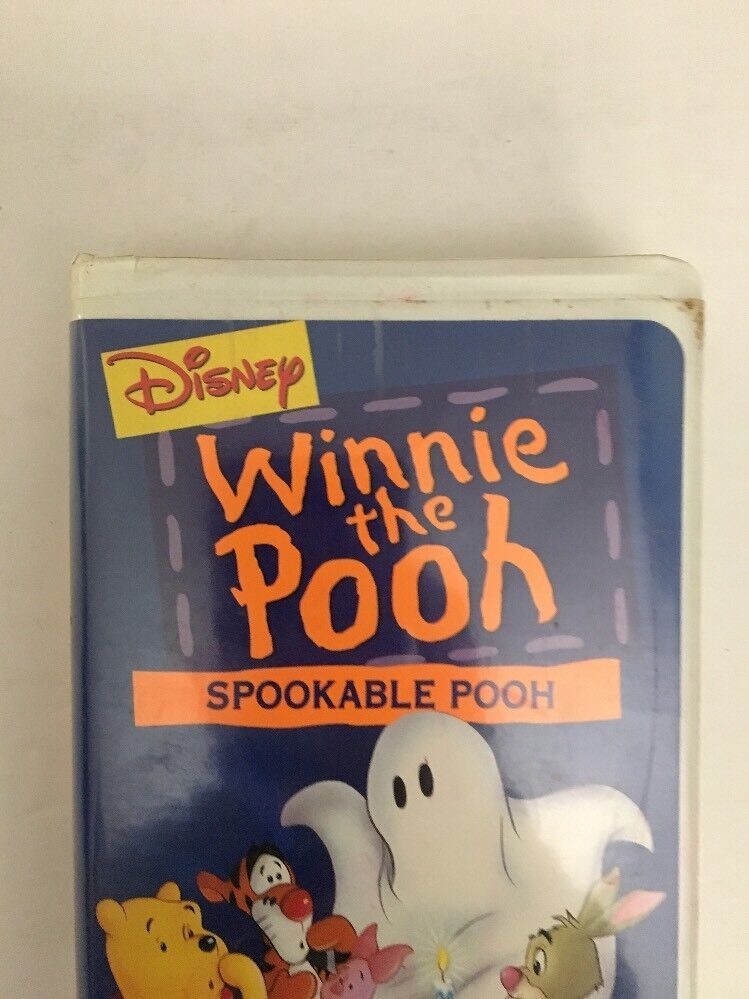 Disney
Winnie
the
Pooh
SPOOKABLE POOH